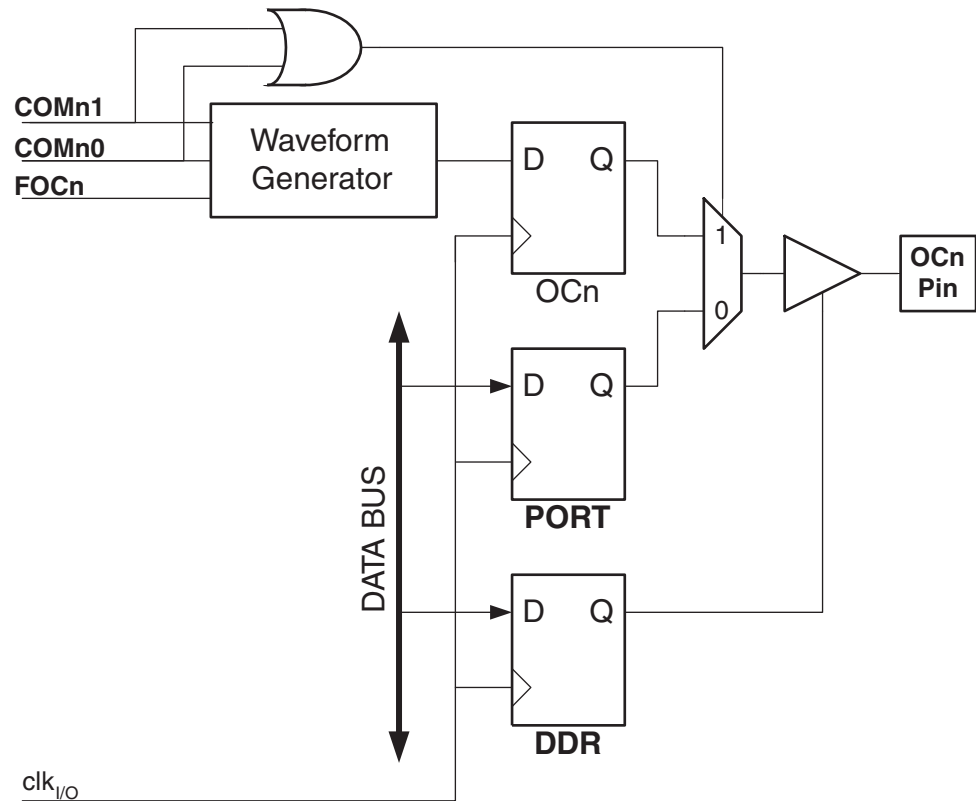 COMn1
COMn0
FOCn
Waveform
Generator
D Q
OCn
1
0
OCn
Pin
D Q
PORT
DATA BUS
D Q
DDR
clkI/O